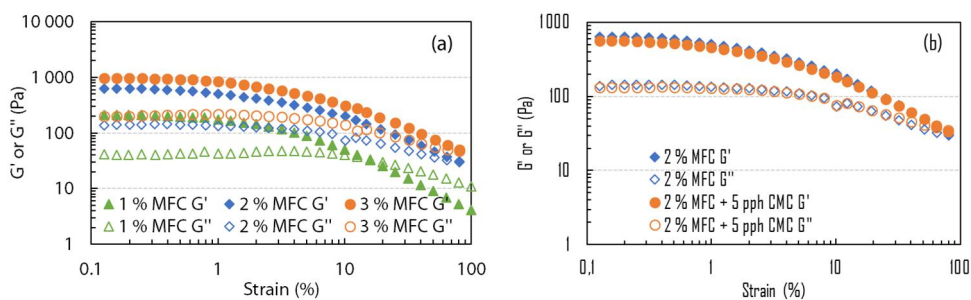 10 000
1 000
100
10
1
G' or G" (Pa)
(a)
1 % MFC G' 2 % MFC G' 3 % MFC G'
1 % MFC G" 2 % MFC G" 3 % MFC G"
0.1 1 10 100
Strain (%)
1000
100
10
1
G' or G" (Pa)
(b)
2 % MFC G'
2 % MFC G"
2 % MFC + 5 pph CMC G'
2 % MFC + 5 pph CMC G"
0,1 1 10 100
Strain (%)